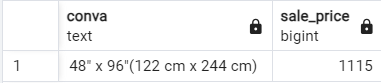 conva sale_price
text bigint
1 48" x 96"(122 cm x 244 cm) 1115